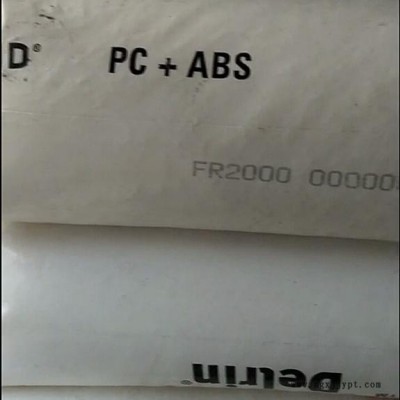 D® PC + ABS
FR2000 00000
Delrin®